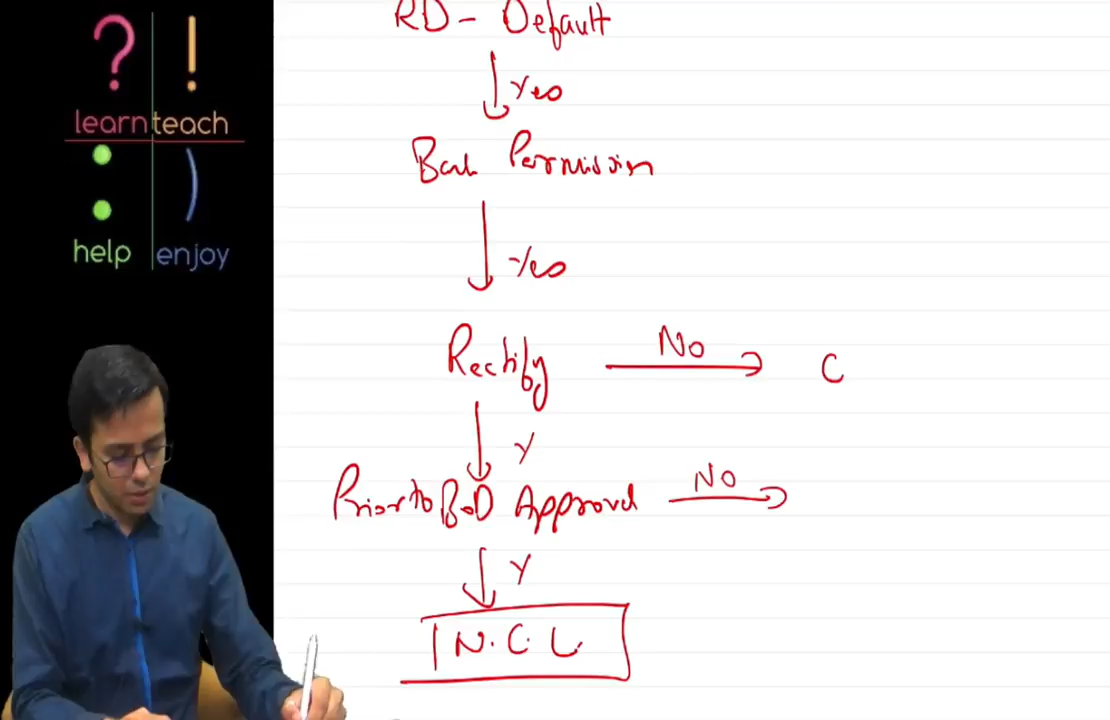 ? !
learn teach
: )
help enjoy
RD - Default
Yes
Bank Permission
Yes
Rectify No C
Y
Prior to BoD Approval No
Y
N.C.L.